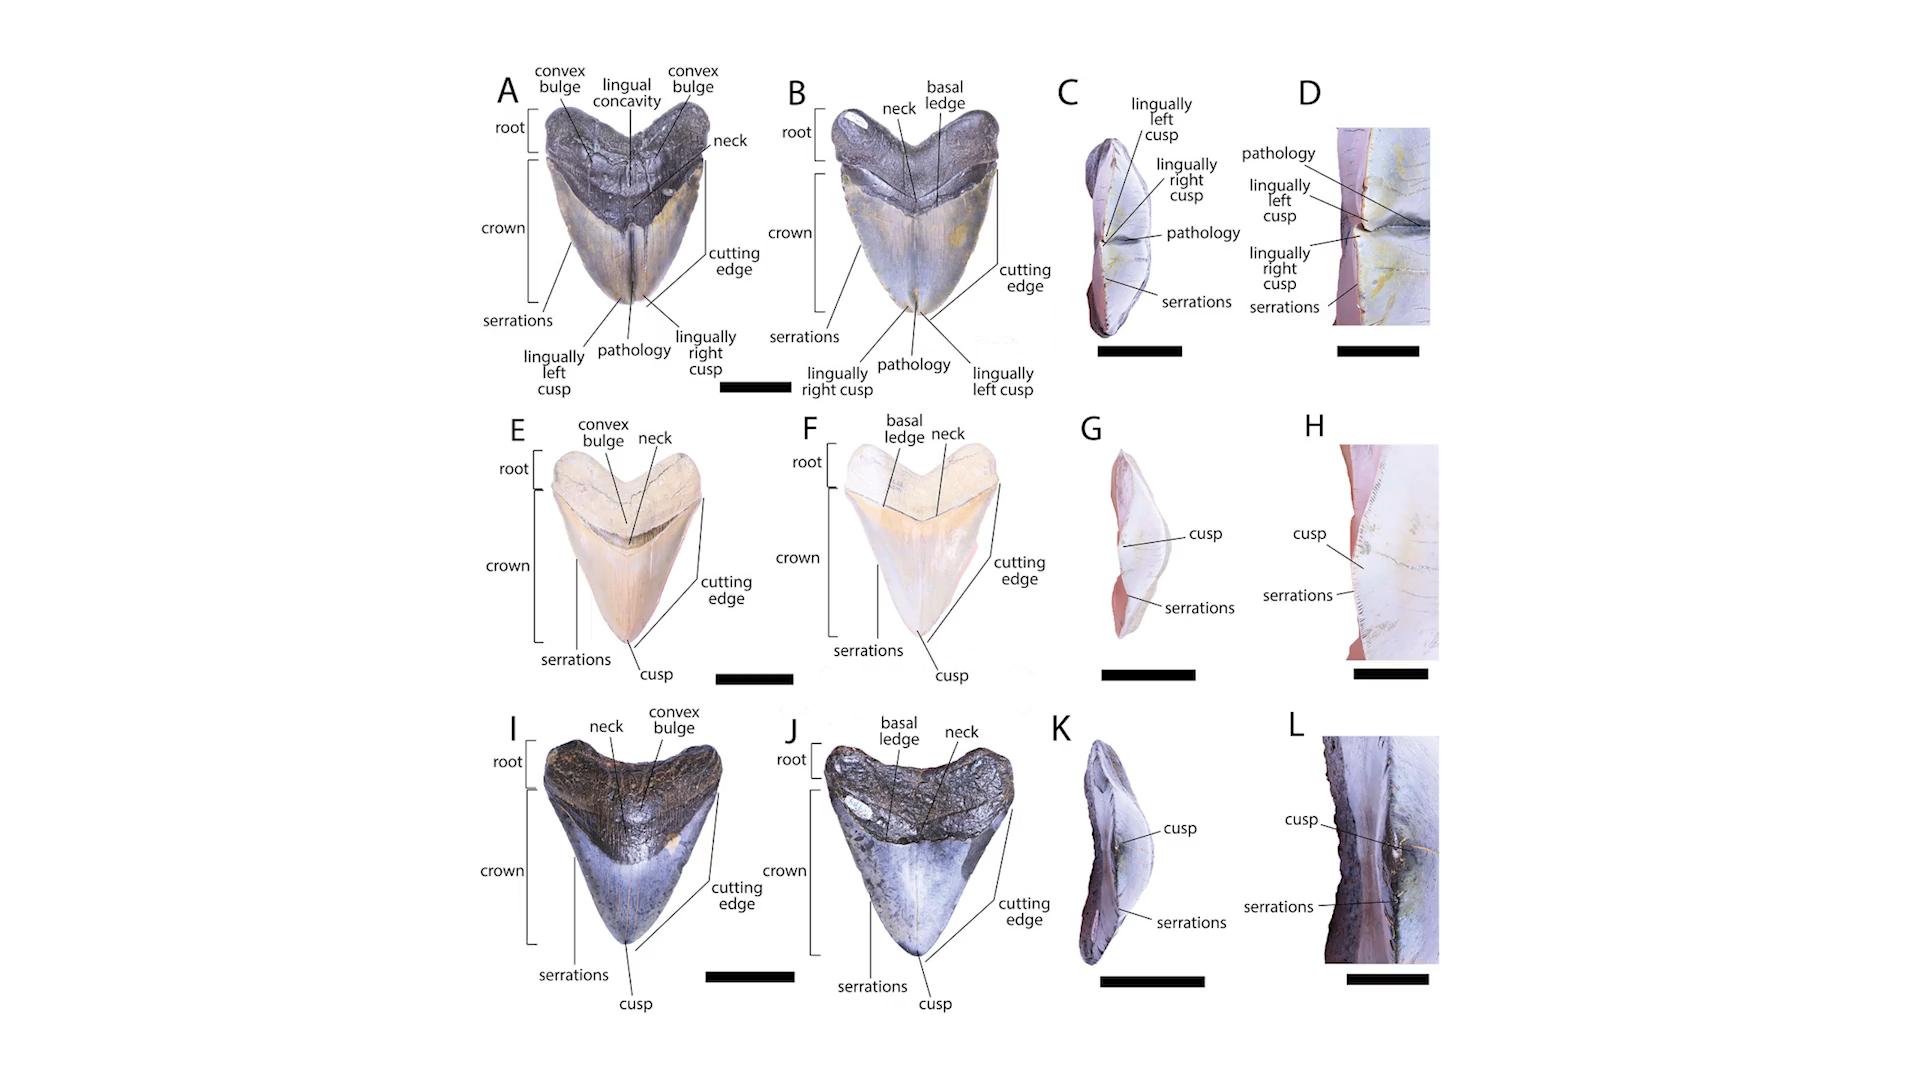 A
convex
bulge
lingual
concavity
convex
bulge
root
neck
crown
cutting
edge
serrations
lingually
left
cusp
pathology
lingually
right
cusp
B
neck
basal
ledge
root
crown
cutting
edge
serrations
lingually
right cusp
pathology
lingually
left cusp
C
lingually
left
cusp
lingually
right
cusp
pathology
serrations
D
pathology
lingually
left
cusp
lingually
right
cusp
serrations
E
convex
bulge
neck
root
crown
cutting
edge
serrations
cusp
F
basal
ledge
neck
root
crown
cutting
edge
serrations
cusp
G
cusp
serrations
H
cusp
serrations
I
neck
convex
bulge
root
crown
cutting
edge
serrations
cusp
J
basal
ledge
neck
root
crown
cutting
edge
serrations
cusp
K
cusp
serrations
L
cusp
serrations